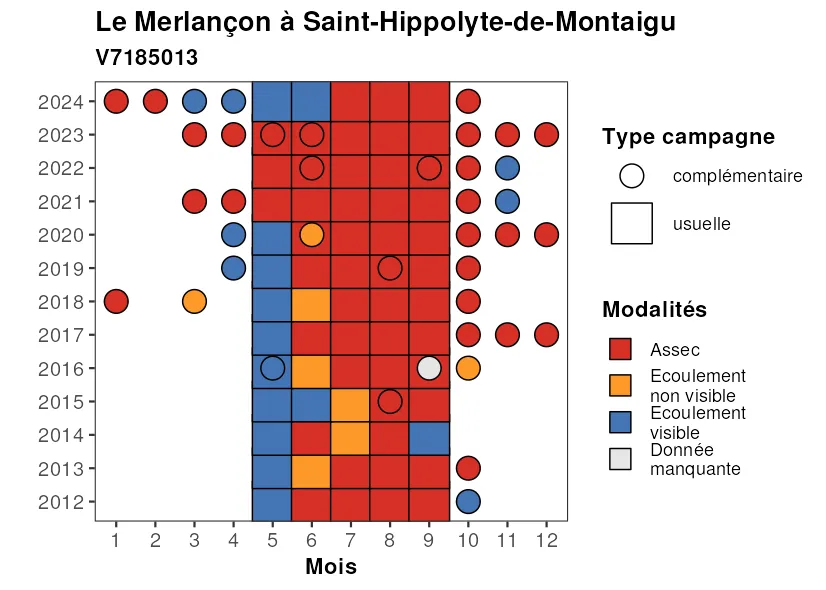 Le Merlançon à Saint-Hippolyte-de-Montaigu
V7185013
2024
2023
2022
2021
2020
2019
2018
2017
2016
2015
2014
2013
2012
1 2 3 4 5 6 7 8 9 10 11 12
Mois
Type campagne
complémentaire
usuelle
Modalités
Assec
Ecoulement
non visible
Ecoulement
visible
Donnée
manquante